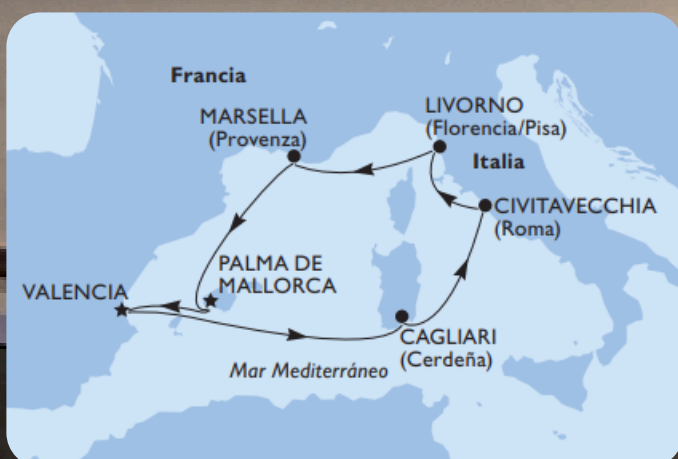 Francia
MARSELLA
(Provenza)
LIVORNO
(Florencia/Pisa)
Italia
CIVITAVECCHIA
(Roma)
PALMA DE
MALLORCA
VALENCIA
CAGLIARI
(Cerdeña)
Mar Mediterráneo